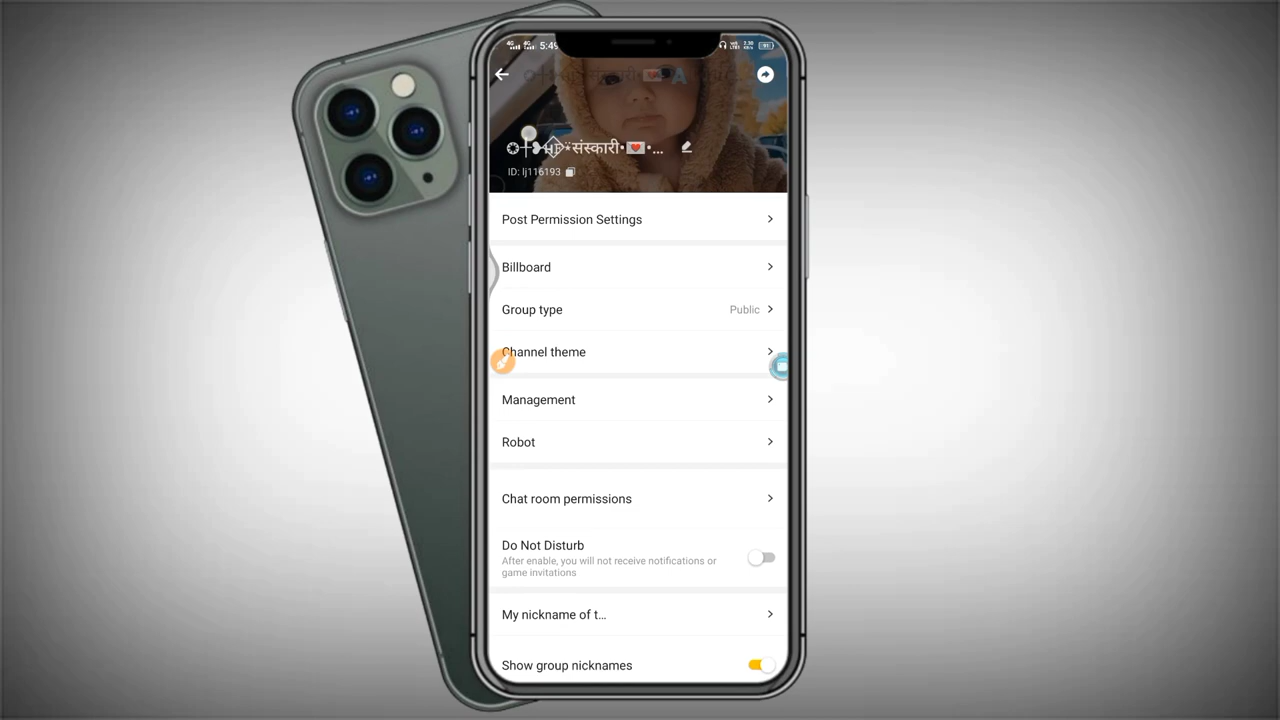 5:49
संस्कारी•💌•...
ID: lj116193
Post Permission Settings
Billboard
Group type Public
Channel theme
Management
Robot
Chat room permissions
Do Not Disturb
After enable, you will not receive notifications or
game invitations
My nickname of t...
Show group nicknames